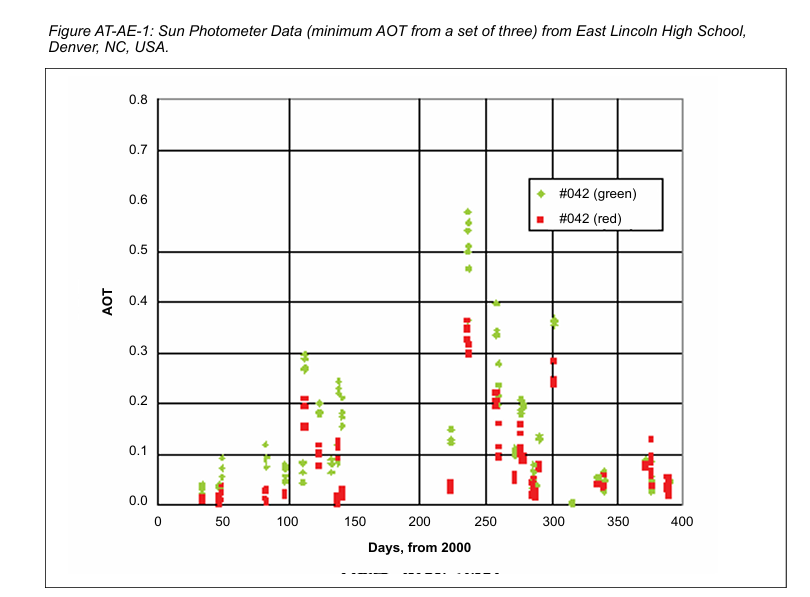 Figure AT-AE-1: Sun Photometer Data (minimum AOT from a set of three) from East Lincoln High School,
Denver, NC, USA.
0.8
0.7
0.6
#042 (green)
#042 (red)
0.5
AOT
0.4
0.3
0.2
0.1
0.0
0 50 100 150 200 250 300 350 400
Days, from 2000